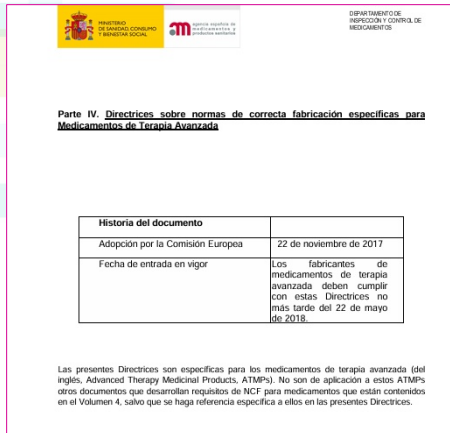 MINISTERIO
DE SANIDAD, CONSUMO
Y BIENESTAR SOCIAL
agencia española de
medicamentos y
productos sanitarios
DEPARTAMENTO DE
INSPECCIÓN Y CONTROL DE
MEDICAMENTOS
Parte IV. Directrices sobre normas de correcta fabricación específicas para
Medicamentos de Terapia Avanzada
Historia del documento
Adopción por la Comisión Europea
22 de noviembre de 2017
Fecha de entrada en vigor
Los fabricantes de
medicamentos de terapia
avanzada deben cumplir
con estas Directrices no
más tarde del 22 de mayo
de 2018.
Las presentes Directrices son específicas para los medicamentos de terapia avanzada (del
inglés, Advanced Therapy Medicinal Products, ATMPs). No son de aplicación a estos ATMPs
otros documentos que desarrollan requisitos de NCF para medicamentos que están contenidos
en el Volumen 4, salvo que se haga referencia específica a ellos en las presentes Directrices.